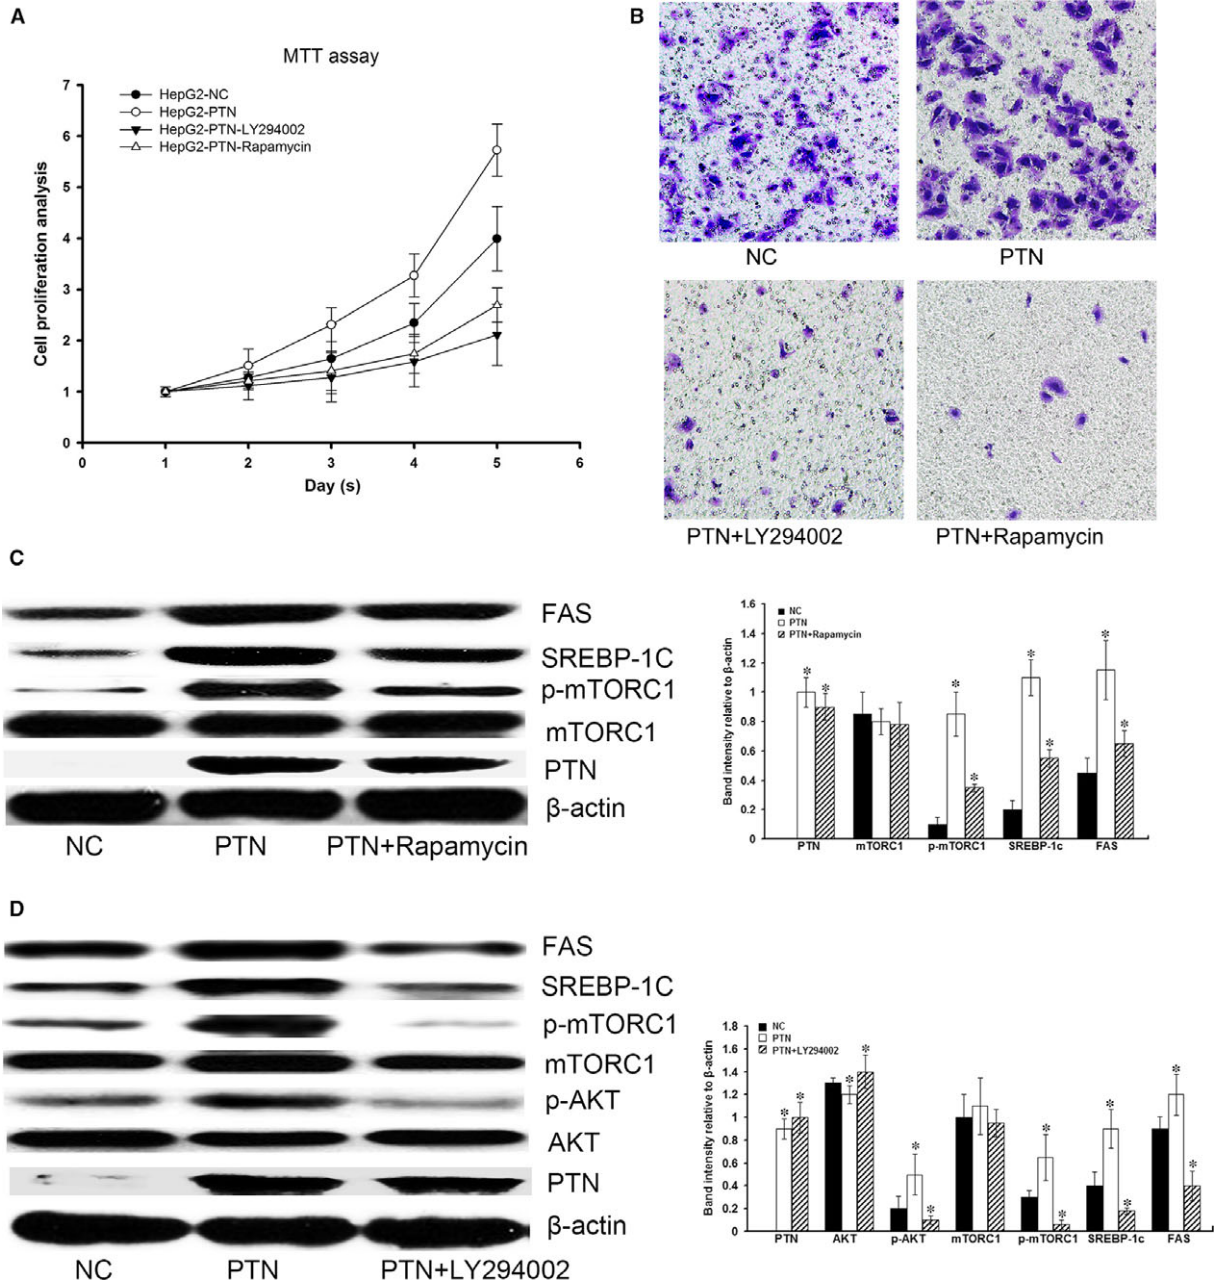 A
MTT assay
7
6
5
4
3
2
1
0
0 1 2 3 4 5 6
Cell proliferation analysis
Day (s)
HepG2-NC
HepG2-PTN
HepG2-PTN-LY294002
HepG2-PTN-Rapamycin
B
NC PTN
PTN+LY294002 PTN+Rapamycin
C
FAS
SREBP-1C
p-mTORC1
mTORC1
PTN
β-actin
NC PTN PTN+Rapamycin
1.6
1.4
1.2
1
0.8
0.6
0.4
0.2
0
Band intensity relative to β-actin
NC
PTN
PTN+Rapamycin
* * * * * * * *
PTN mTORC1 p-mTORC1 SREBP-1c FAS
D
FAS
SREBP-1C
p-mTORC1
mTORC1
p-AKT
AKT
PTN
β-actin
NC PTN PTN+LY294002
1.8
1.6
1.4
1.2
1
0.8
0.6
0.4
0.2
0
Band intensity relative to β-actin
NC
PTN
PTN+LY294002
* * * * * * * * * * * *
PTN AKT p-AKT mTORC1 p-mTORC1 SREBP-1c FAS